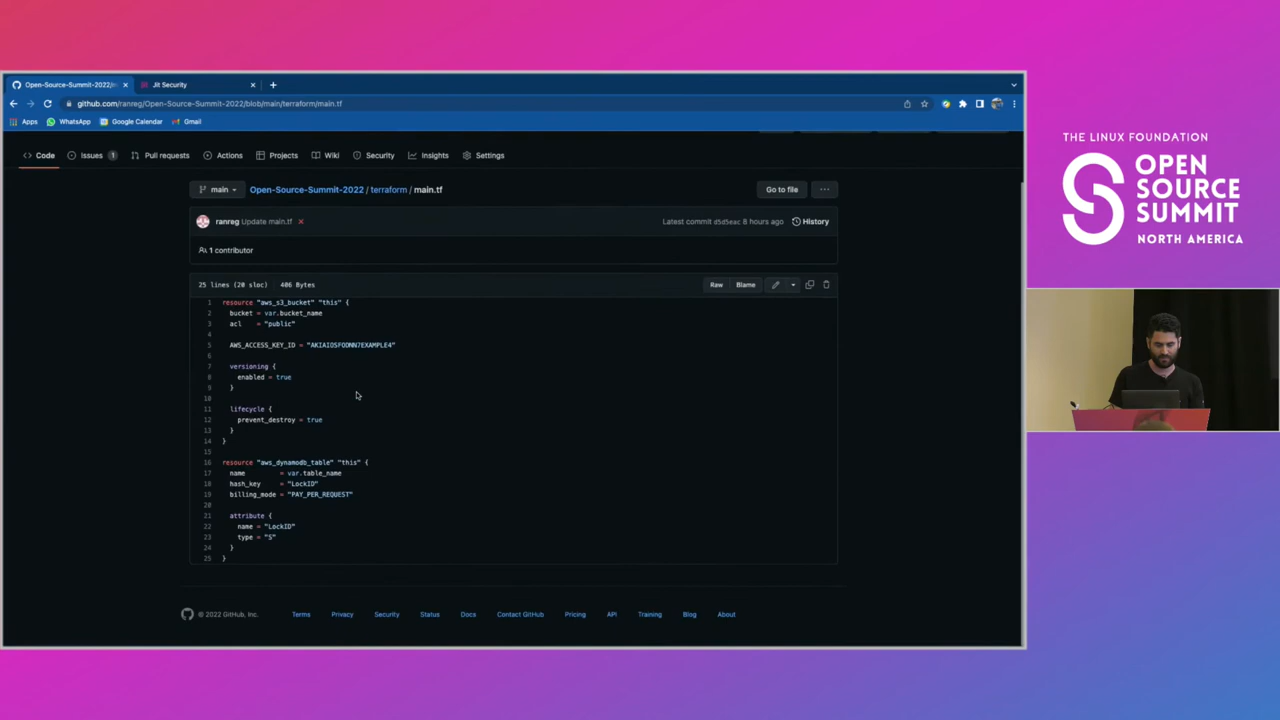 Open-Source-Summit-2022/
Jit Security
github.com/ranreg/Open-Source-Summit-2022/blob/main/terraform/main.tf
Apps WhatsApp Google Calendar Gmail
Code Issues 1 Pull requests Actions Projects Wiki Security Insights Settings
main Open-Source-Summit-2022 / terraform / main.tf Go to file ...
ranreg Update main.tf Latest commit d5d5eac 8 hours ago History
1 contributor
25 lines (20 sloc) 406 Bytes Raw Blame
1 resource "aws_s3_bucket" "this" {
2 bucket = var.bucket_name
3 acl = "public"
4
5 AWS_ACCESS_KEY_ID = "AKIAIOSFODNN7EXAMPLE4"
6
7 versioning {
8 enabled = true
9 }
10
11 lifecycle {
12 prevent_destroy = true
13 }
14 }
15
16 resource "aws_dynamodb_table" "this" {
17 name = var.table_name
18 hash_key = "LockID"
19 billing_mode = "PAY_PER_REQUEST"
20
21 attribute {
22 name = "LockID"
23 type = "S"
24 }
25 }
© 2022 GitHub, Inc. Terms Privacy Security Status Docs Contact GitHub Pricing API Training Blog About
THE LINUX FOUNDATION
OPEN
SOURCE
SUMMIT
NORTH AMERICA